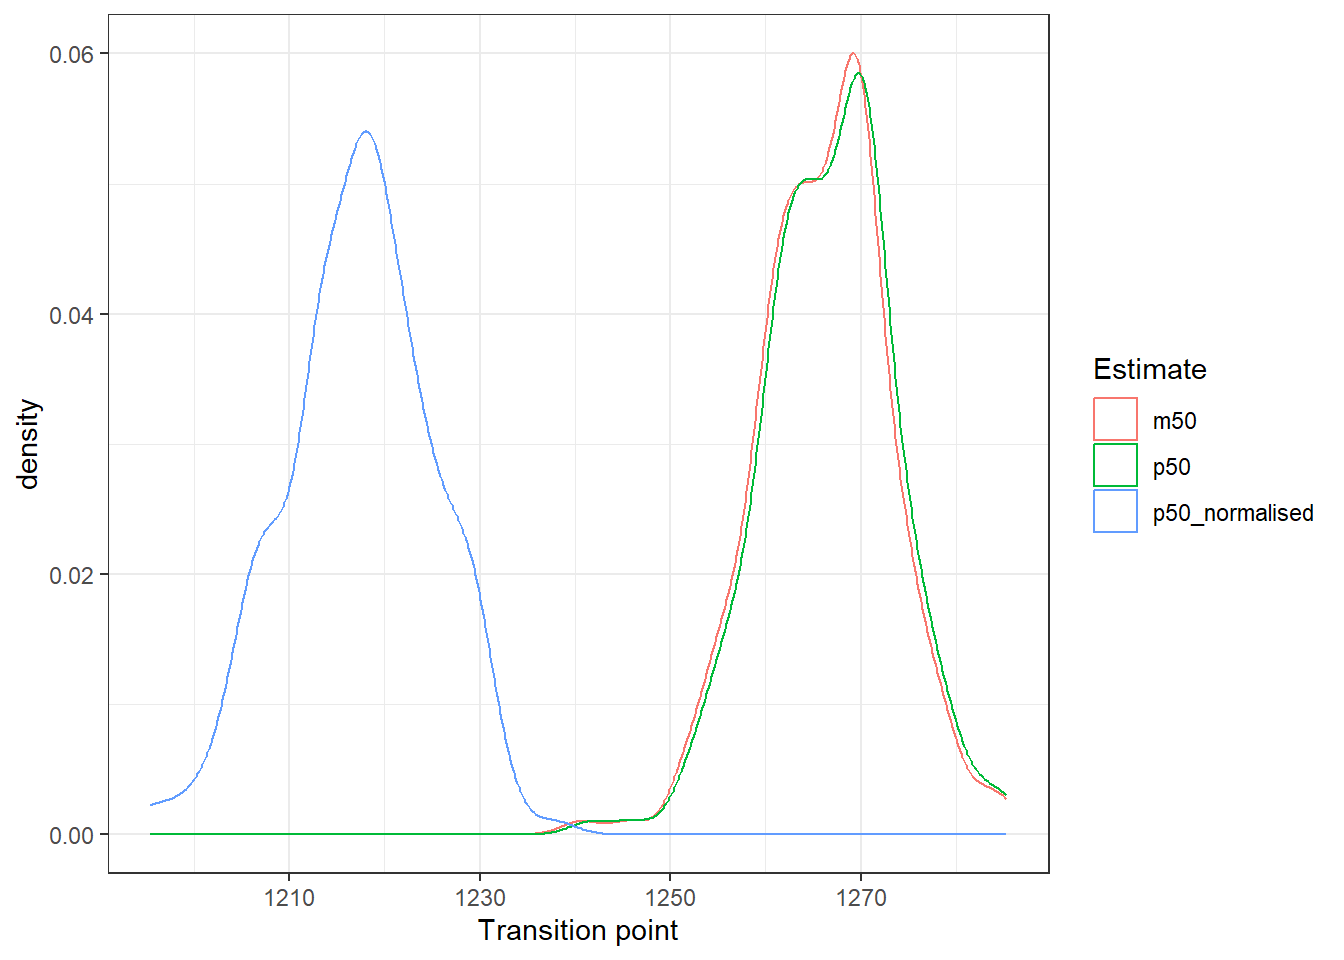 0.06
0.04
0.02
0.00
density
1210
1230
1250
1270
Transition point
Estimate
m50
p50
p50_normalised